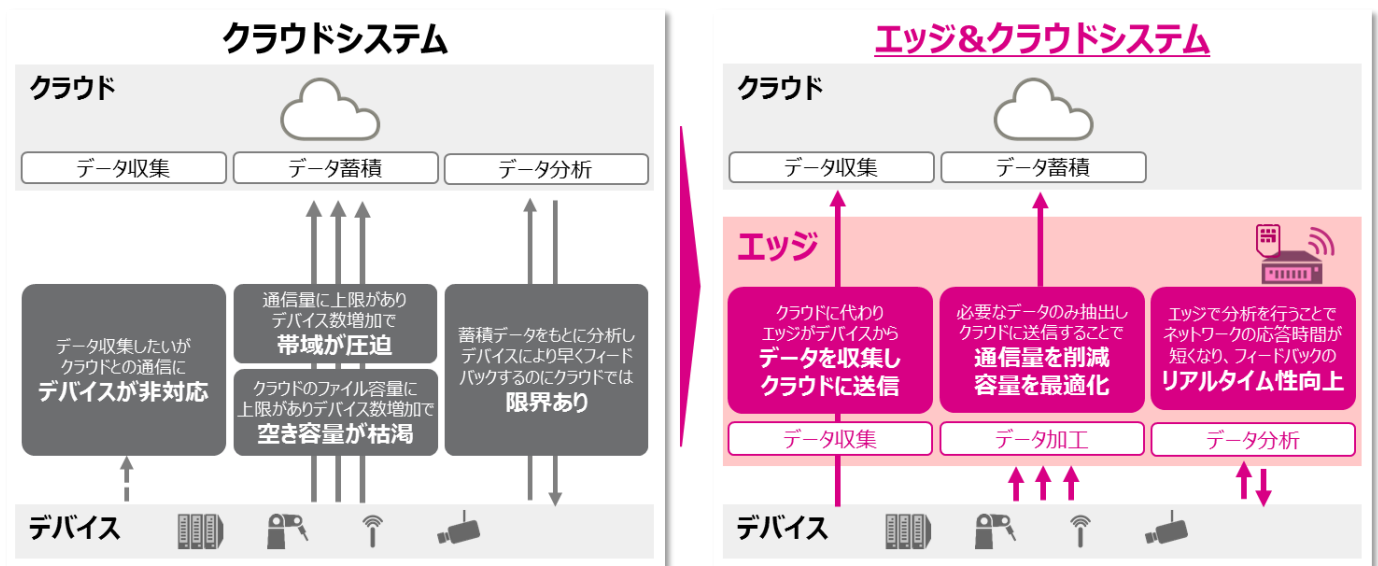 クラウドシステム
クラウド
データ収集
データ蓄積
データ分析
データ収集したいが
クラウドとの通信に
デバイスが非対応
通信量に上限があり
デバイス数増加で
帯域が圧迫
クラウドのファイル容量に
上限がありデバイス数増加で
空き容量が枯渇
蓄積データをもとに分析し
デバイスにより早くフィード
バックするのにクラウドでは
限界あり
デバイス
エッジ&クラウドシステム
クラウド
データ収集
データ蓄積
エッジ
クラウドに代わり
エッジがデバイスから
データを収集し
クラウドに送信
必要なデータのみ抽出し
クラウドに送信することで
通信量を削減
容量を最適化
エッジで分析を行うことで
ネットワークの応答時間が
短くなり、フィードバックの
リアルタイム性向上
データ収集
データ加工
データ分析
デバイス